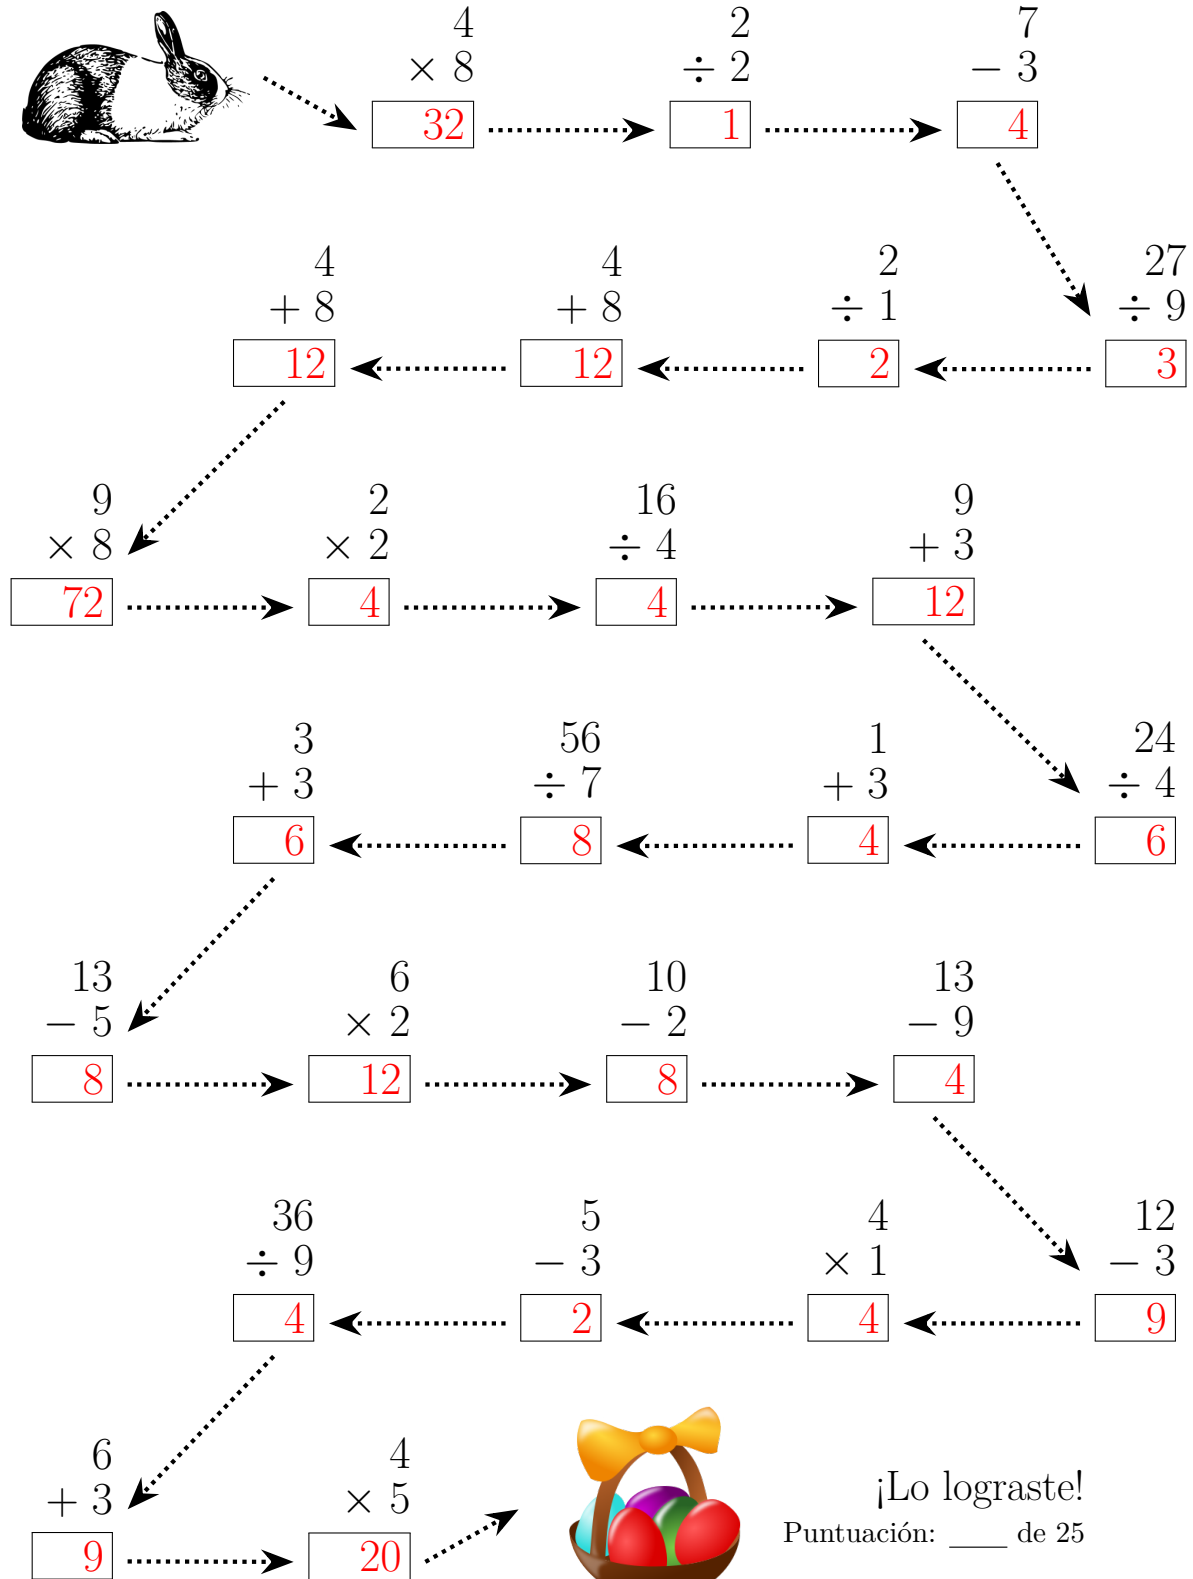 4 2 7
× 8 ÷ 2 − 3
32 1 4
4 4 2 27
+ 8 + 8 ÷ 1 ÷ 9
12 12 2 3
9 2 16 9
× 8 × 2 ÷ 4 + 3
72 4 4 12
3 56 1 24
+ 3 ÷ 7 + 3 ÷ 4
6 8 4 6
13 6 10 13
− 5 × 2 − 2 − 9
8 12 8 4
36 5 4 12
÷ 9 − 3 × 1 − 3
4 2 4 9
6 4
+ 3 × 5
9 20
¡Lo lograste!
Puntuación: ____ de 25